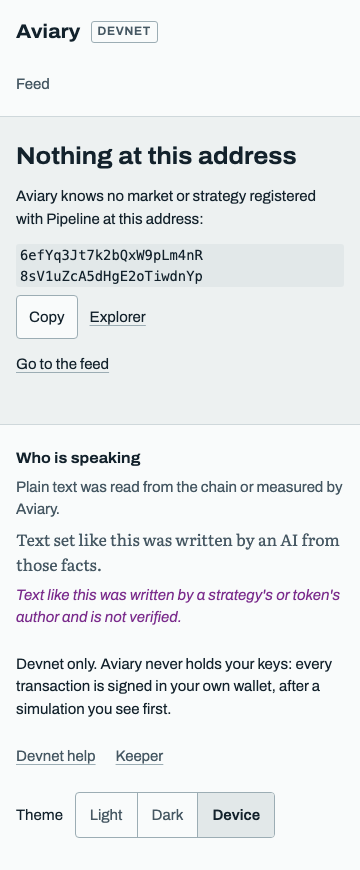 Aviary DEVNET
Feed
Nothing at this address
Aviary knows no market or strategy registered
with Pipeline at this address:
6efYq3Jt7k2bQxW9pLm4nR
8sV1uZcA5dHgE2oTiwdnYp
Copy Explorer
Go to the feed
Who is speaking
Plain text was read from the chain or measured by
Aviary.
Text set like this was written by an AI from
those facts.
Text like this was written by a strategy's or token's
author and is not verified.
Devnet only. Aviary never holds your keys: every
transaction is signed in your own wallet, after a
simulation you see first.
Devnet help Keeper
Theme Light Dark Device